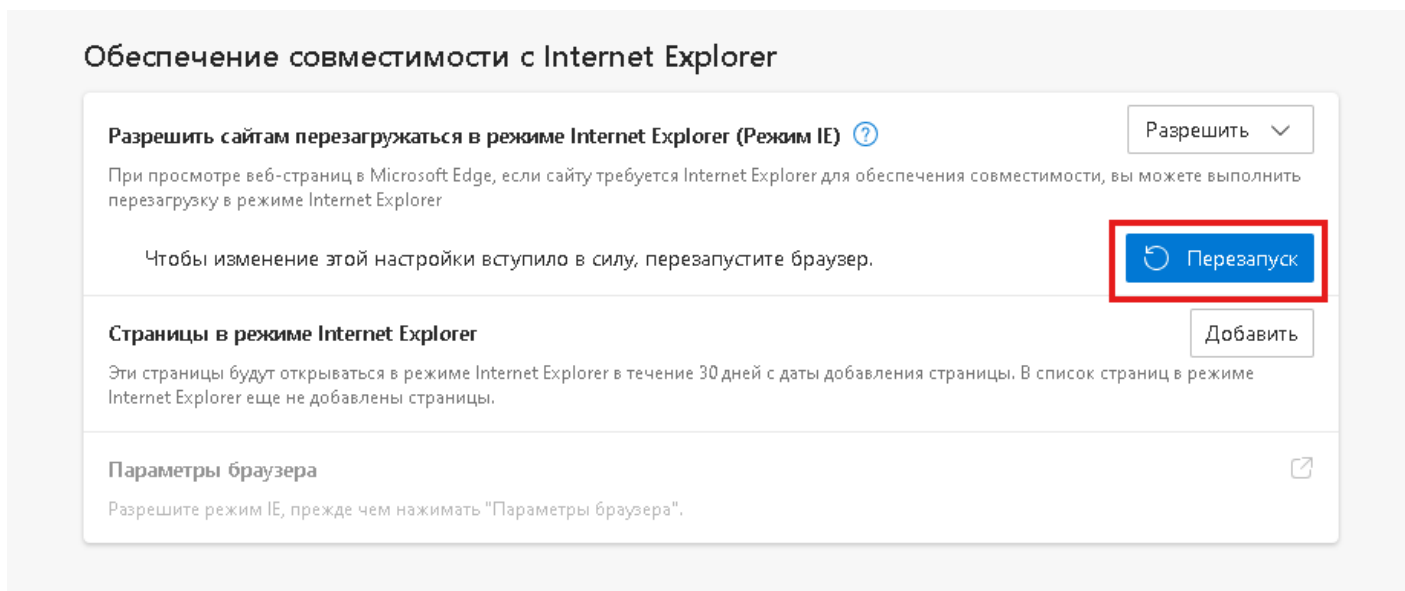 Обеспечение совместимости с Internet Explorer
Разрешить сайтам перезагружаться в режиме Internet Explorer (Режим IE) ?
Разрешить
При просмотре веб-страниц в Microsoft Edge, если сайту требуется Internet Explorer для обеспечения совместимости, вы можете выполнить
перезагрузку в режиме Internet Explorer
Чтобы изменение этой настройки вступило в силу, перезапустите браузер.
Перезапуск
Страницы в режиме Internet Explorer
Добавить
Эти страницы будут открываться в режиме Internet Explorer в течение 30 дней с даты добавления страницы. В список страниц в режиме
Internet Explorer еще не добавлены страницы.
Параметры браузера
Разрешите режим IE, прежде чем нажимать "Параметры браузера".